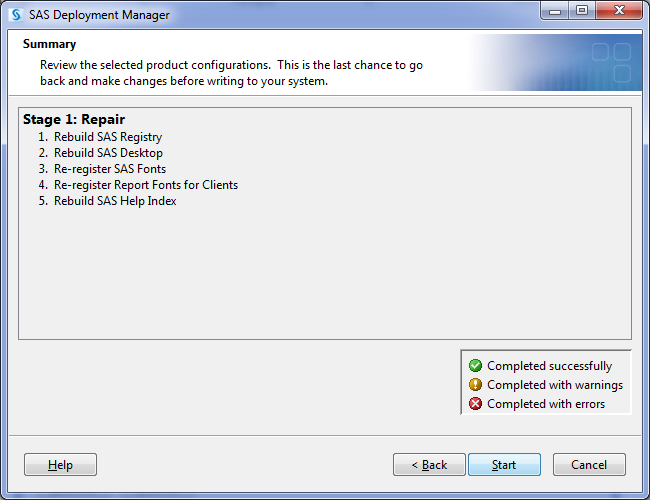 SAS Deployment Manager
Summary
Review the selected product configurations.  This is the last chance to go
back and make changes before writing to your system.
Stage 1: Repair
1. Rebuild SAS Registry
2. Rebuild SAS Desktop
3. Re-register SAS Fonts
4. Re-register Report Fonts for Clients
5. Rebuild SAS Help Index
Completed successfully
Completed with warnings
Completed with errors
Help
< Back
Start
Cancel